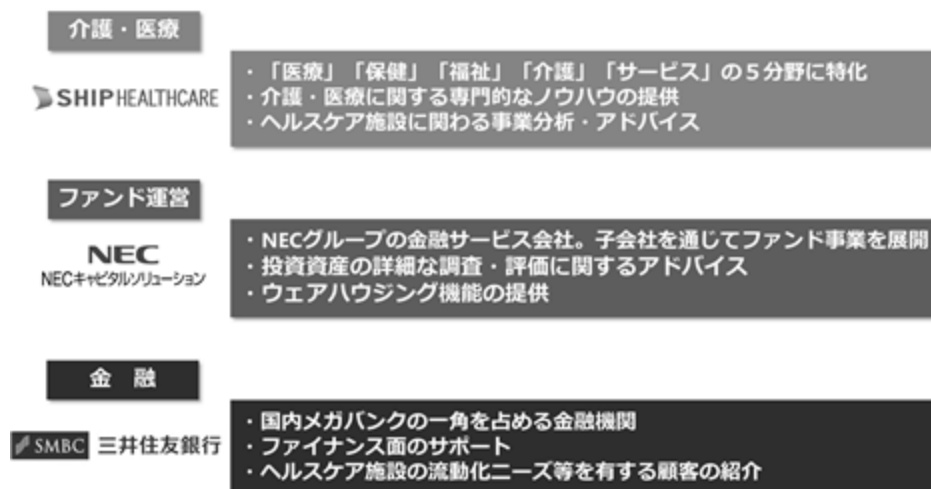 介護・医療
SHIP HEALTHCARE
・「医療」「保健」「福祉」「介護」「サービス」の５分野に特化
・介護・医療に関する専門的なノウハウの提供
・ヘルスケア施設に関わる事業分析・アドバイス
ファンド運営
NEC
NECキャピタルソリューション
・NECグループの金融サービス会社。子会社を通じてファンド事業を展開
・投資資産の詳細な調査・評価に関するアドバイス
・ウェアハウジング機能の提供
金　融
SMBC 三井住友銀行
・国内メガバンクの一角を占める金融機関
・ファイナンス面のサポート
・ヘルスケア施設の流動化ニーズ等を有する顧客の紹介